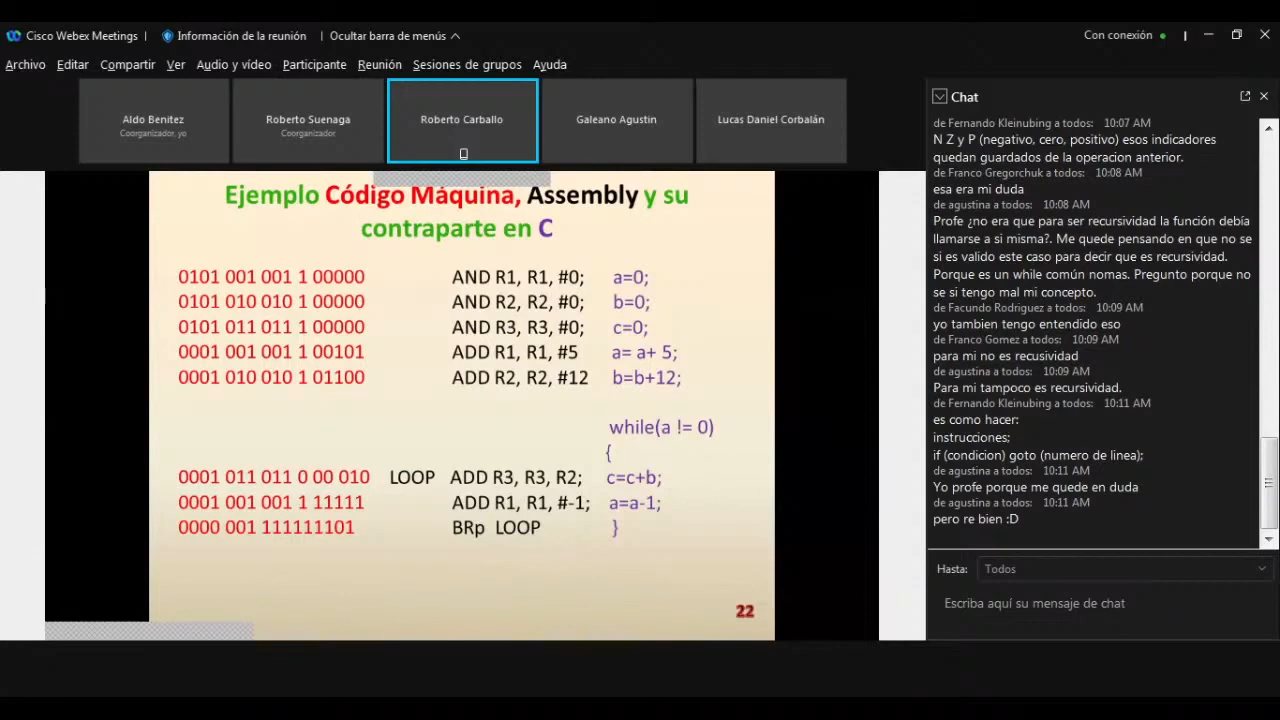 Cisco Webex Meetings | Información de la reunión | Ocultar barra de menús
Con conexión
Archivo Editar Compartir Ver Audio y vídeo Participante Reunión Sesiones de grupos Ayuda
Aldo Benitez
Coorganizador, yo
Roberto Suenaga
Coorganizador
Roberto Carballo
Galeano Agustin
Lucas Daniel Corbalán
Ejemplo Código Máquina, Assembly y su
contraparte en C
0101 001 001 1 00000 AND R1, R1, #0; a=0;
0101 010 010 1 00000 AND R2, R2, #0; b=0;
0101 011 011 1 00000 AND R3, R3, #0; c=0;
0001 001 001 1 00101 ADD R1, R1, #5 a= a+ 5;
0001 010 010 1 01100 ADD R2, R2, #12 b=b+12;
while(a != 0)
{
0001 011 011 0 00 010 LOOP ADD R3, R3, R2; c=c+b;
0001 001 001 1 11111 ADD R1, R1, #-1; a=a-1;
0000 001 111111101 BRp LOOP }
22
Chat
de Fernando Kleinubing a todos: 10:07 AM
N Z y P (negativo, cero, positivo) esos indicadores
quedan guardados de la operacion anterior.
de Franco Gregorchuk a todos: 10:08 AM
esa era mi duda
de agustina a todos: 10:08 AM
Profe ¿no era que para ser recursividad la función debía
llamarse a si misma?. Me quede pensando en que no se
si es valido este caso para decir que es recursividad.
Porque es un while común nomas. Pregunto porque no
se si tengo mal mi concepto.
de Facundo Rodriguez a todos: 10:09 AM
yo tambien tengo entendido eso
de Franco Gomez a todos: 10:09 AM
para mi no es recusividad
de agustina a todos: 10:09 AM
Para mi tampoco es recursividad.
de Fernando Kleinubing a todos: 10:11 AM
es como hacer:
instrucciones;
if (condicion) goto (numero de linea);
de agustina a todos: 10:11 AM
Yo profe porque me quede en duda
de agustina a todos: 10:11 AM
pero re bien :D
Hasta: Todos
Escriba aquí su mensaje de chat